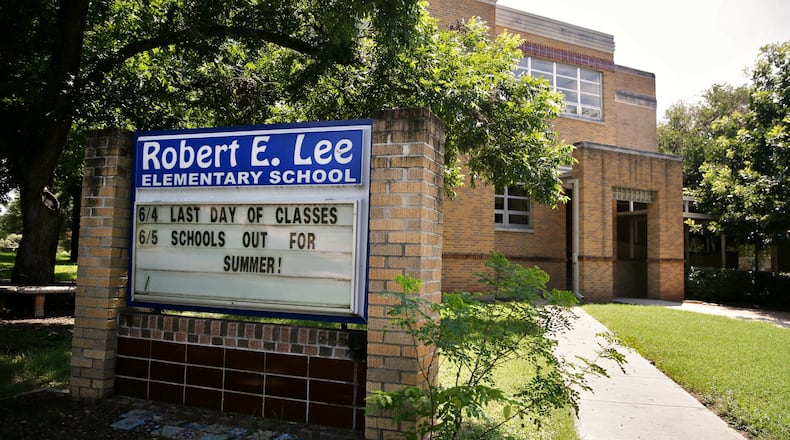 Robert E. Lee
ELEMENTARY SCHOOL
6/4 LAST DAY OF CLASSES
6/5 SCHOOLS OUT FOR
SUMMER!
/